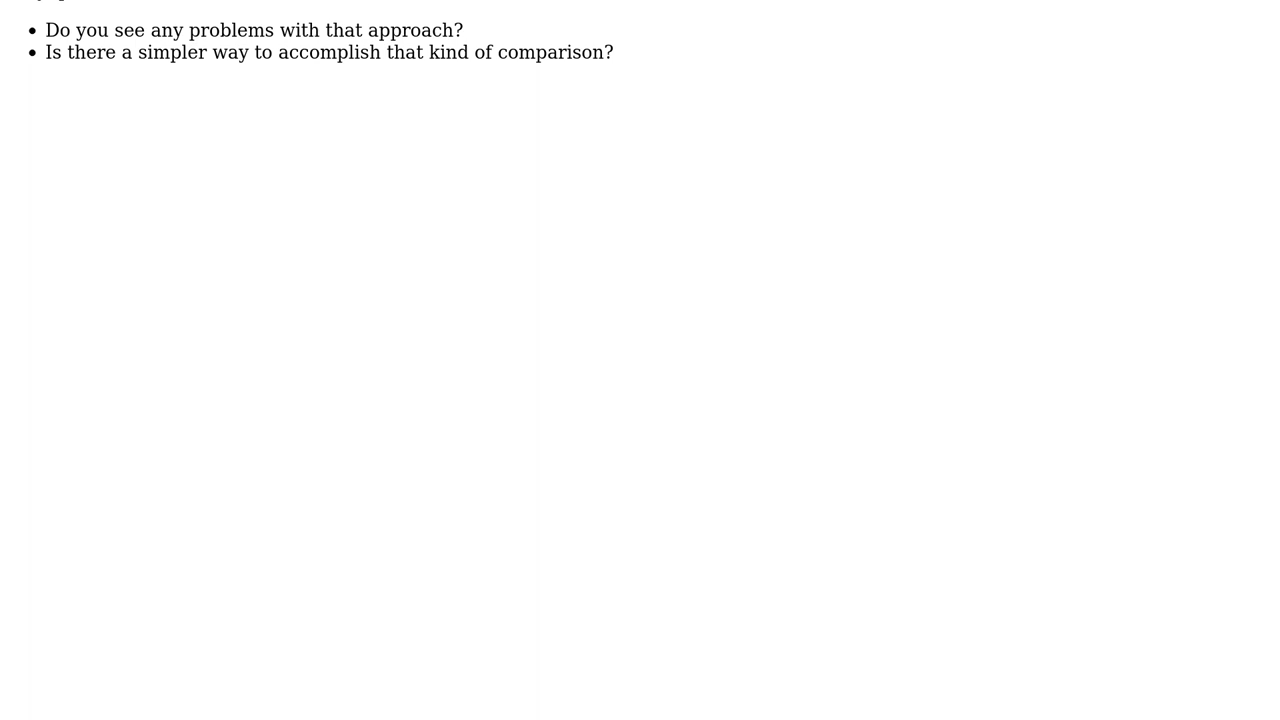 • Do you see any problems with that approach?
• Is there a simpler way to accomplish that kind of comparison?